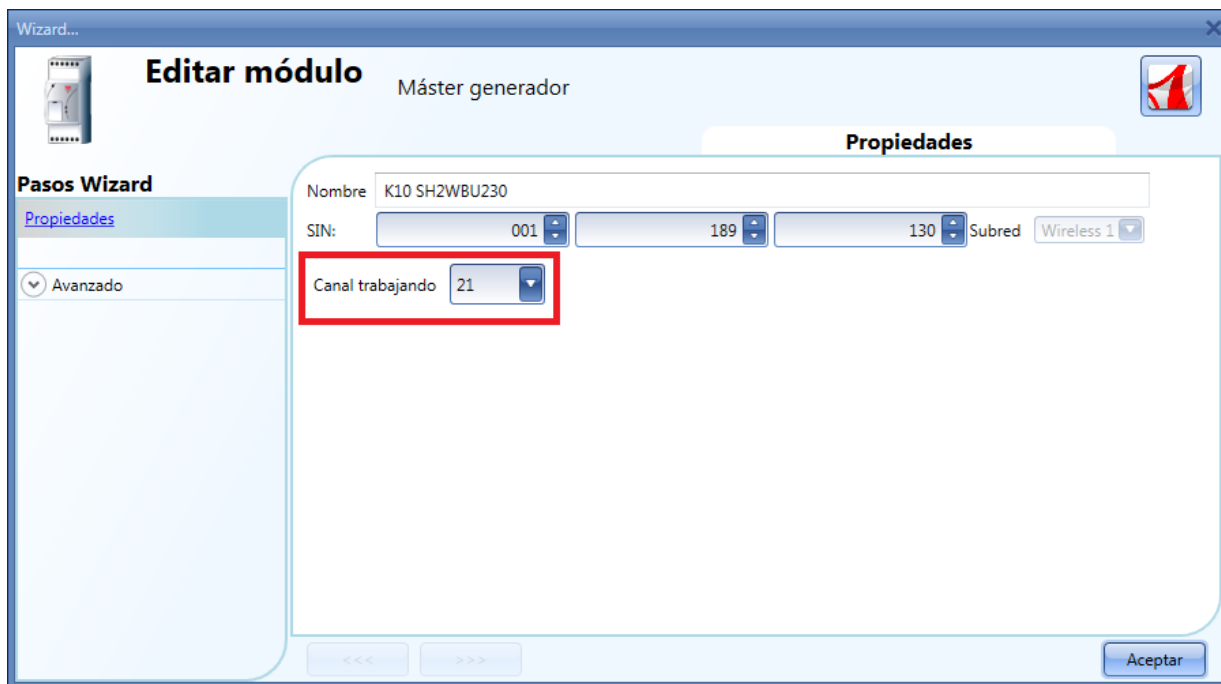 Wizard...
Editar módulo
Máster generador
Propiedades
Pasos Wizard
Propiedades
Avanzado
Nombre K10 SH2WBU230
SIN: 001 189 130 Subred Wireless 1
Canal trabajando 21
<<< >>> Aceptar